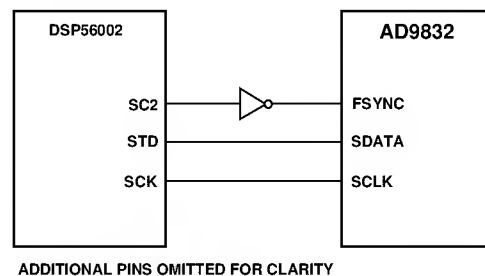 DSP56002
AD9832
SC2
FSYNC
STD
SDATA
SCK
SCLK
ADDITIONAL PINS OMITTED FOR CLARITY